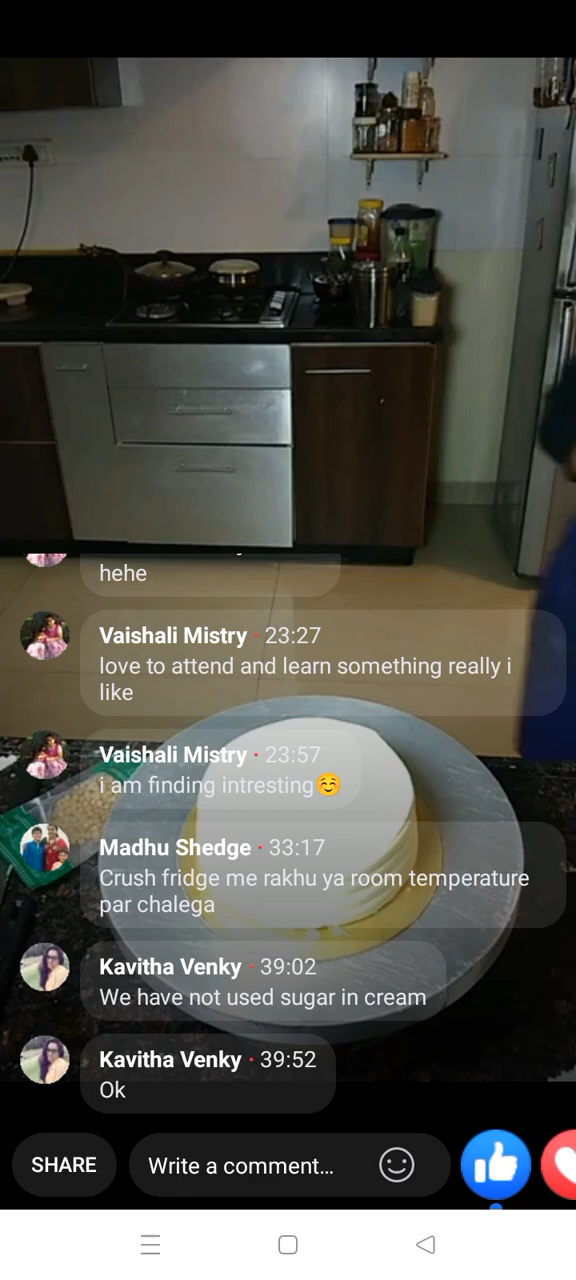 hehe
Vaishali Mistry · 23:27
love to attend and learn something really i
like
Vaishali Mistry · 23:57
i am finding intresting☺️
Madhu Shedge · 33:17
Crush fridge me rakhu ya room temperature
par chalega
Kavitha Venky · 39:02
We have not used sugar in cream
Kavitha Venky · 39:52
Ok
SHARE
Write a comment...